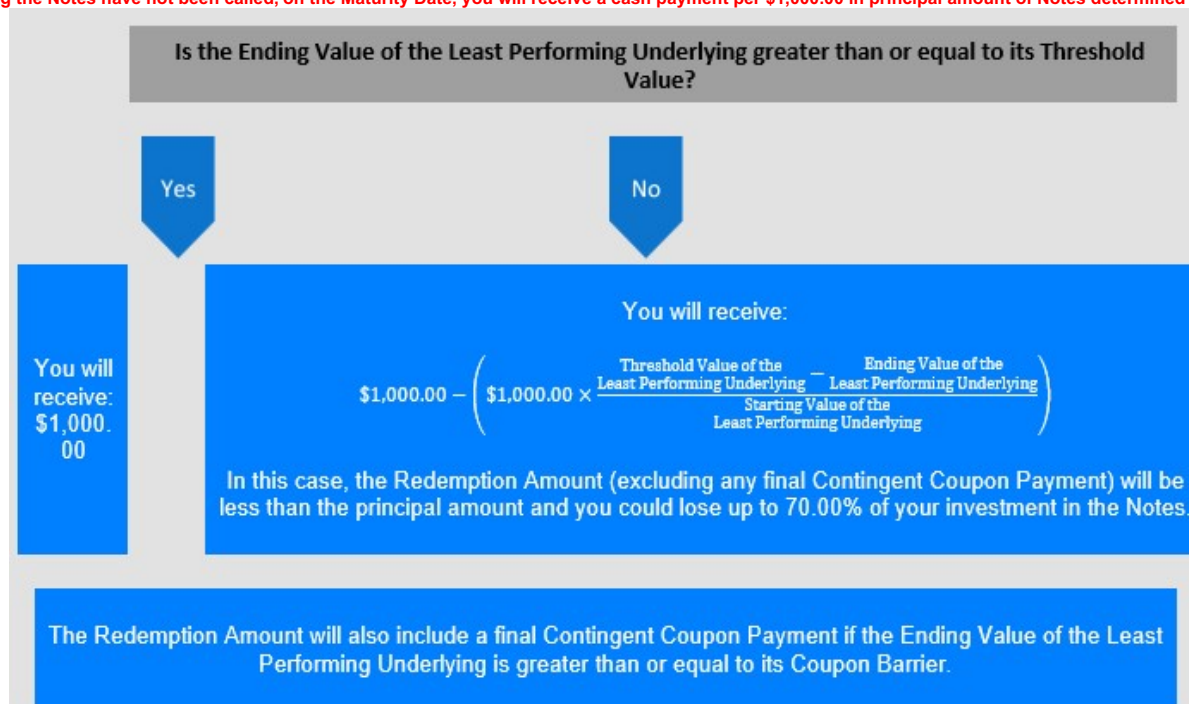 g the Notes have not been called, on the Maturity Date, you will receive a cash payment per $1,000.00 in principal amount of Notes determined
Is the Ending Value of the Least Performing Underlying greater than or equal to its Threshold
Value?
Yes
No
You will
receive:
$1,000.
00
You will receive:
$1,000.00 − ( $1,000.00 × Threshold Value of the Least Performing Underlying − Ending Value of the Least Performing Underlying
Starting Value of the
Least Performing Underlying )
In this case, the Redemption Amount (excluding any final Contingent Coupon Payment) will be
less than the principal amount and you could lose up to 70.00% of your investment in the Notes.
The Redemption Amount will also include a final Contingent Coupon Payment if the Ending Value of the Least
Performing Underlying is greater than or equal to its Coupon Barrier.